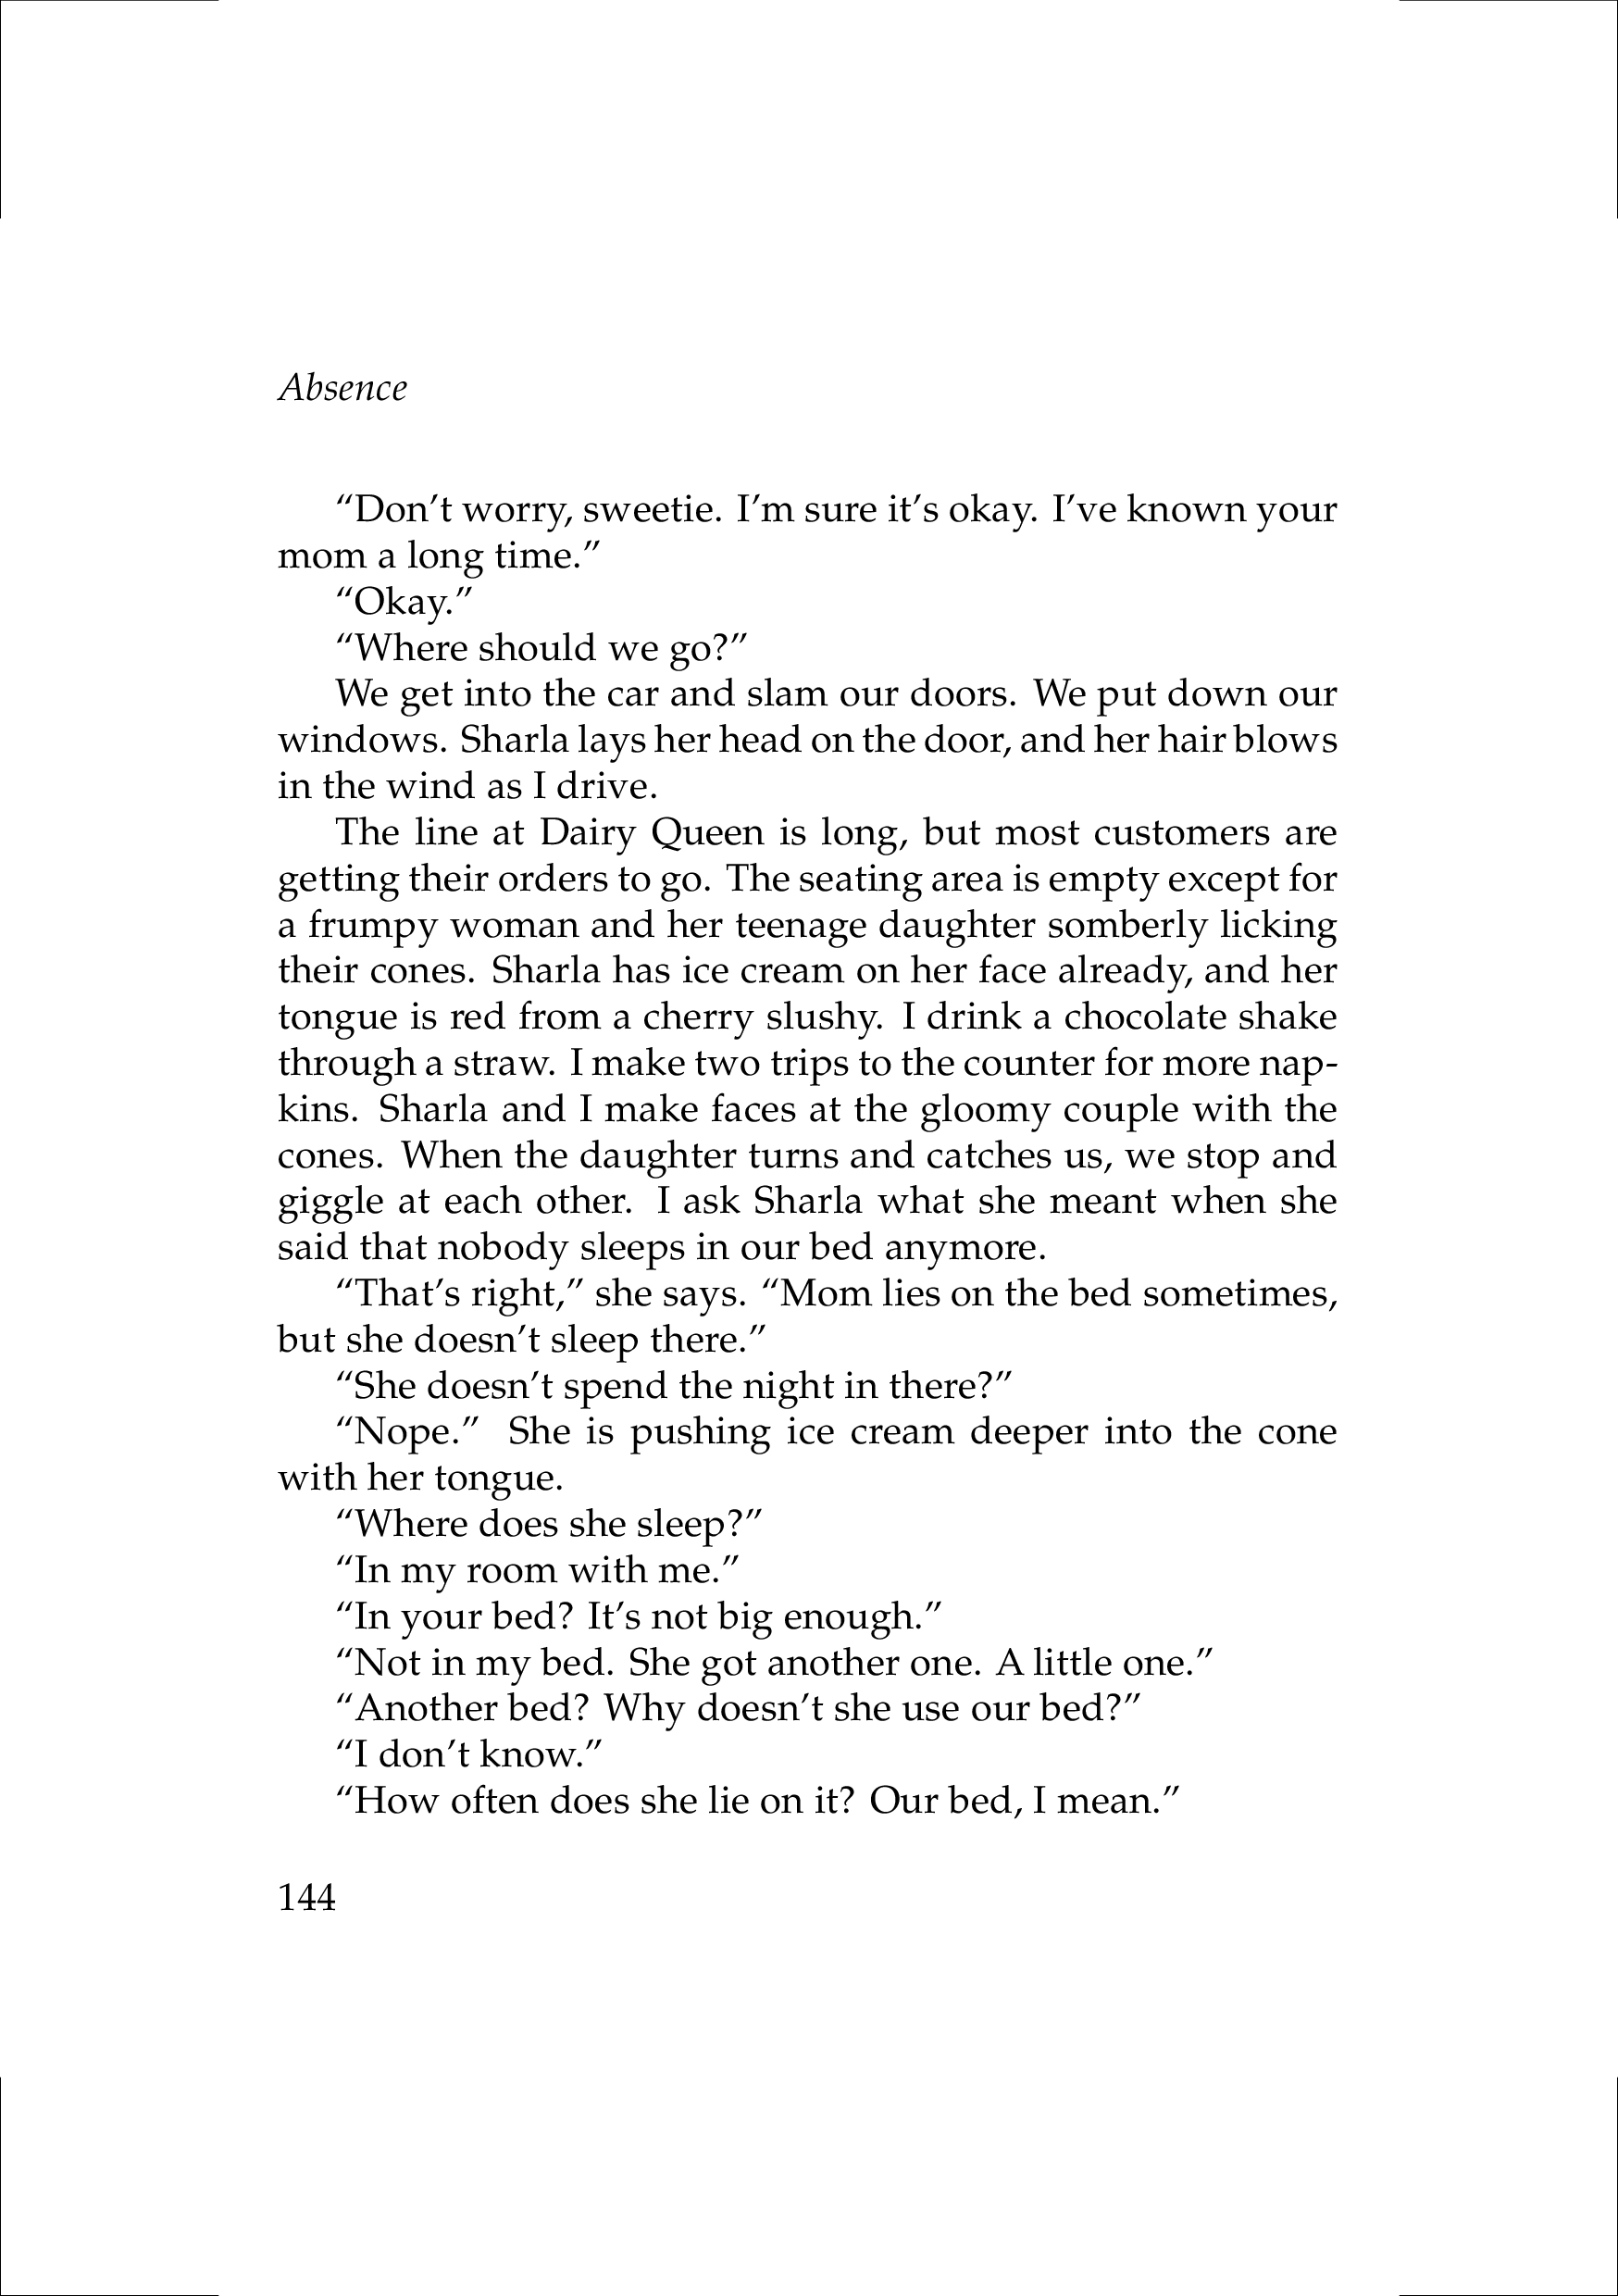 Absence
“Don’t worry, sweetie. I’m sure it’s okay. I’ve known your
mom a long time.”
“Okay.”
“Where should we go?”
We get into the car and slam our doors. We put down our
windows. Sharla lays her head on the door, and her hair blows
in the wind as I drive.
The line at Dairy Queen is long, but most customers are
getting their orders to go. The seating area is empty except for
a frumpy woman and her teenage daughter somberly licking
their cones. Sharla has ice cream on her face already, and her
tongue is red from a cherry slushy. I drink a chocolate shake
through a straw. I make two trips to the counter for more nap-
kins. Sharla and I make faces at the gloomy couple with the
cones. When the daughter turns and catches us, we stop and
giggle at each other. I ask Sharla what she meant when she
said that nobody sleeps in our bed anymore.
“That’s right,” she says. “Mom lies on the bed sometimes,
but she doesn’t sleep there.”
“She doesn’t spend the night in there?”
“Nope.” She is pushing ice cream deeper into the cone
with her tongue.
“Where does she sleep?”
“In my room with me.”
“In your bed? It’s not big enough.”
“Not in my bed. She got another one. A little one.”
“Another bed? Why doesn’t she use our bed?”
“I don’t know.”
“How often does she lie on it? Our bed, I mean.”
144